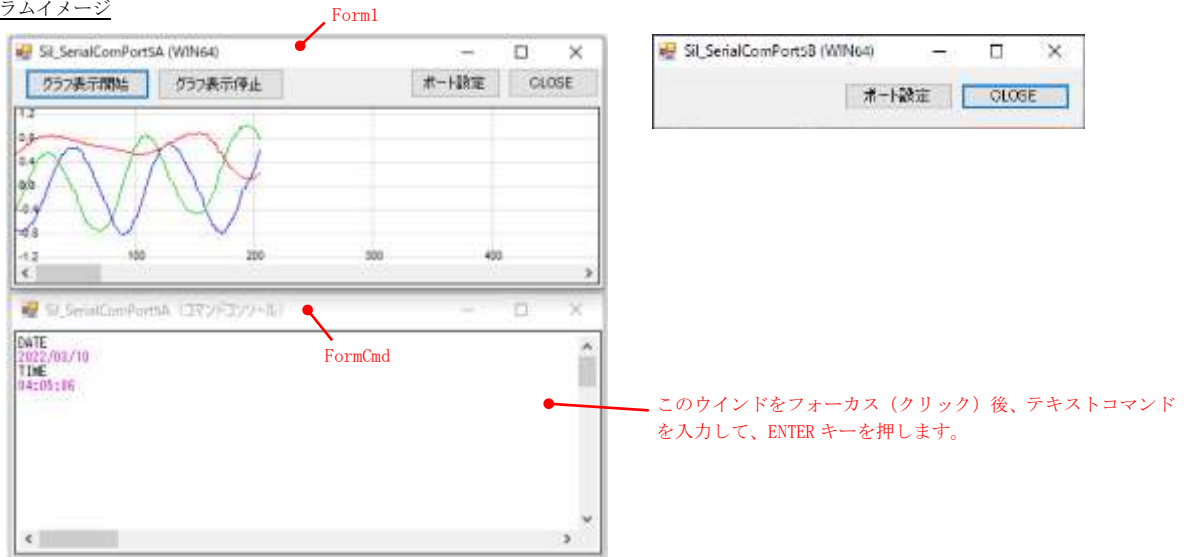 ラムイメージ
Form1
Sil_SerialComPort5A (WIN64)
グラフ表示開始 グラフ表示停止 ポート設定 CLOSE
1.2
0.8
0.4
0.0
-0.4
-0.8
-1.2 100 200 300 400
Sil_SerialComPort5B (WIN64)
ポート設定 CLOSE
Sil_SerialComPort5A (コマンドコンソール)
DATE
2022/03/10
TIME
04:05:06
FormCmd
このウインドをフォーカス（クリック）後、テキストコマンド
を入力して、ENTER キーを押します。